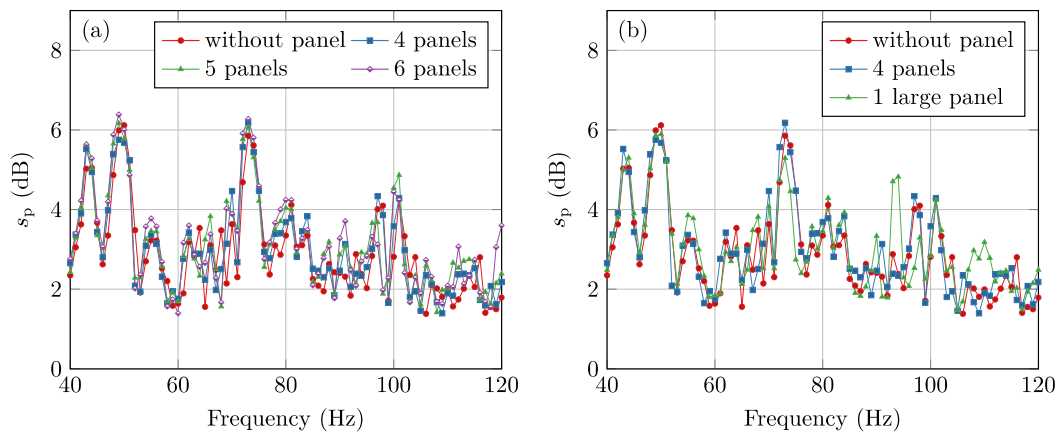 (a)
without panel
4 panels
5 panels
6 panels
8
6
4
2
0
40
60
80
100
120
Frequency (Hz)
sp (dB)
(b)
without panel
4 panels
1 large panel
8
6
4
2
0
40
60
80
100
120
Frequency (Hz)
sp (dB)